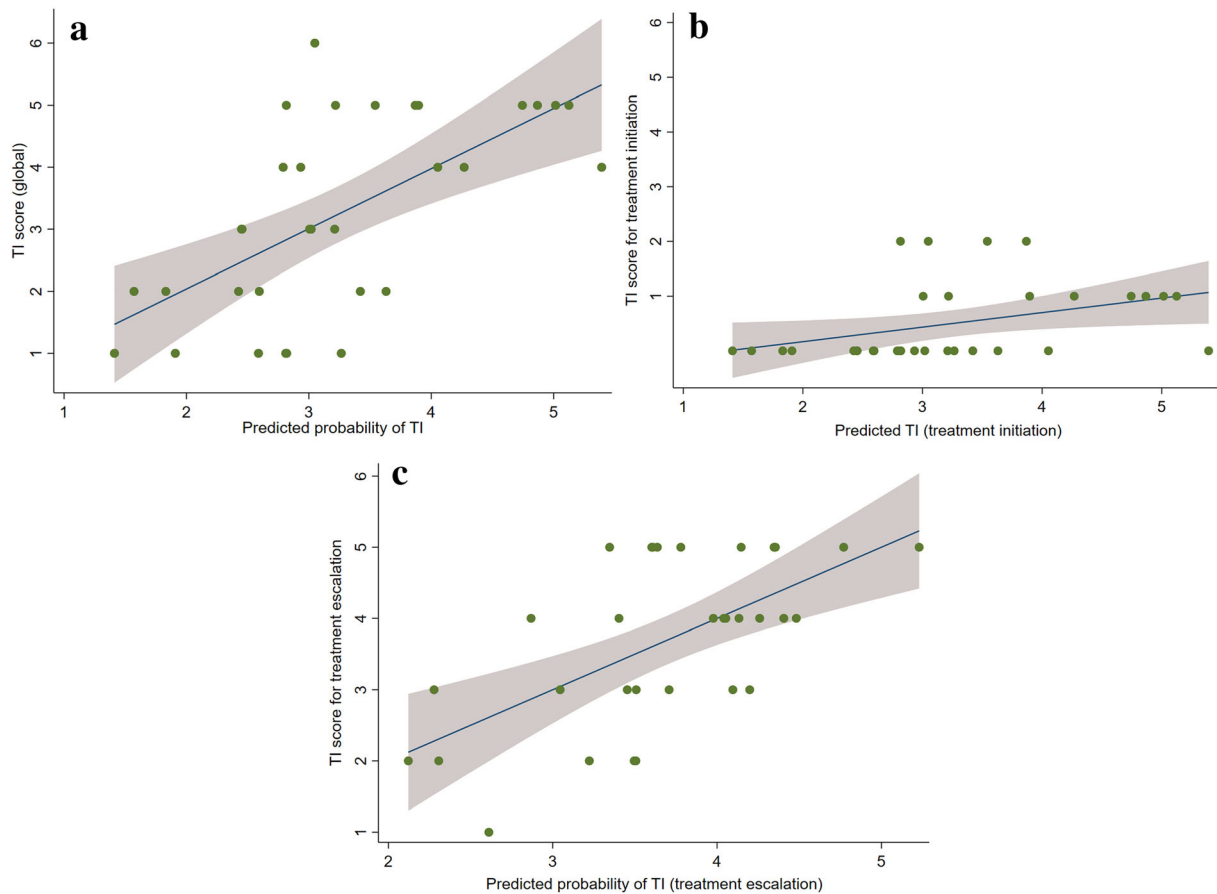 a
6
5
4
3
2
1
TI score (global)
1 2 3 4 5
Predicted probability of TI
b
6
5
2
3
2
1
TI score for treatment initiation
1 2 3 4 5
Predicted TI (treatment initiation)
c
6
5
4
3
2
1
TI score for treatment escalation
2 3 4 5
Predicted probability of TI (treatment escalation)